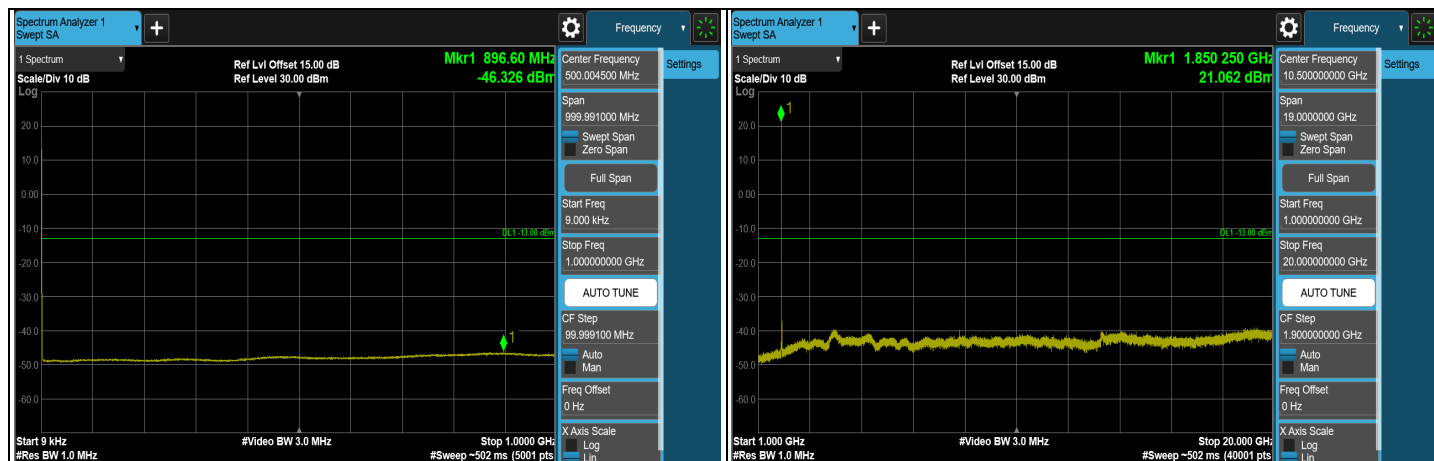 Spectrum Analyzer 1
Swept SA
+
Frequency
1 Spectrum
Scale/Div 10 dB
Log
Ref Lvl Offset 15.00 dB
Ref Level 30.00 dBm
Mkr1 896.60 MHz
-46.326 dBm
20.0
10.0
0.00
-10.0
-20.0
-30.0
-40.0
-50.0
-60.0
DL1 -13.00 dBm
1
Start 9 kHz
#Res BW 1.0 MHz
#Video BW 3.0 MHz
Stop 1.0000 GHz
#Sweep ~502 ms (5001 pts
Center Frequency
500.004500 MHz
Settings
Span
999.991000 MHz
Swept Span
Zero Span
Full Span
Start Freq
9.000 kHz
Stop Freq
1.000000000 GHz
AUTO TUNE
CF Step
99.999100 MHz
Auto
Man
Freq Offset
0 Hz
X Axis Scale
Log
Lin
Spectrum Analyzer 1
Swept SA
+
Frequency
1 Spectrum
Scale/Div 10 dB
Log
Ref Lvl Offset 15.00 dB
Ref Level 30.00 dBm
Mkr1 1.850 250 GHz
21.062 dBm
1
20.0
10.0
0.00
-10.0
-20.0
-30.0
-40.0
-50.0
-60.0
DL1 -13.00 dBm
Start 1.000 GHz
#Res BW 1.0 MHz
#Video BW 3.0 MHz
Stop 20.000 GHz
#Sweep ~502 ms (40001 pts
Center Frequency
10.500000000 GHz
Settings
Span
19.0000000 GHz
Swept Span
Zero Span
Full Span
Start Freq
1.000000000 GHz
Stop Freq
20.000000000 GHz
AUTO TUNE
CF Step
1.900000000 GHz
Auto
Man
Freq Offset
0 Hz
X Axis Scale
Log
Lin